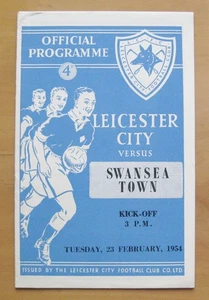 OFFICIAL
PROGRAMME
4
LEICESTER
CITY
VERSUS
SWANSEA
TOWN
KICK-OFF
3 P.M.
TUESDAY, 23 FEBRUARY, 1954
ISSUED BY THE LEICESTER CITY FOOTBALL CLUB CO. LTD.